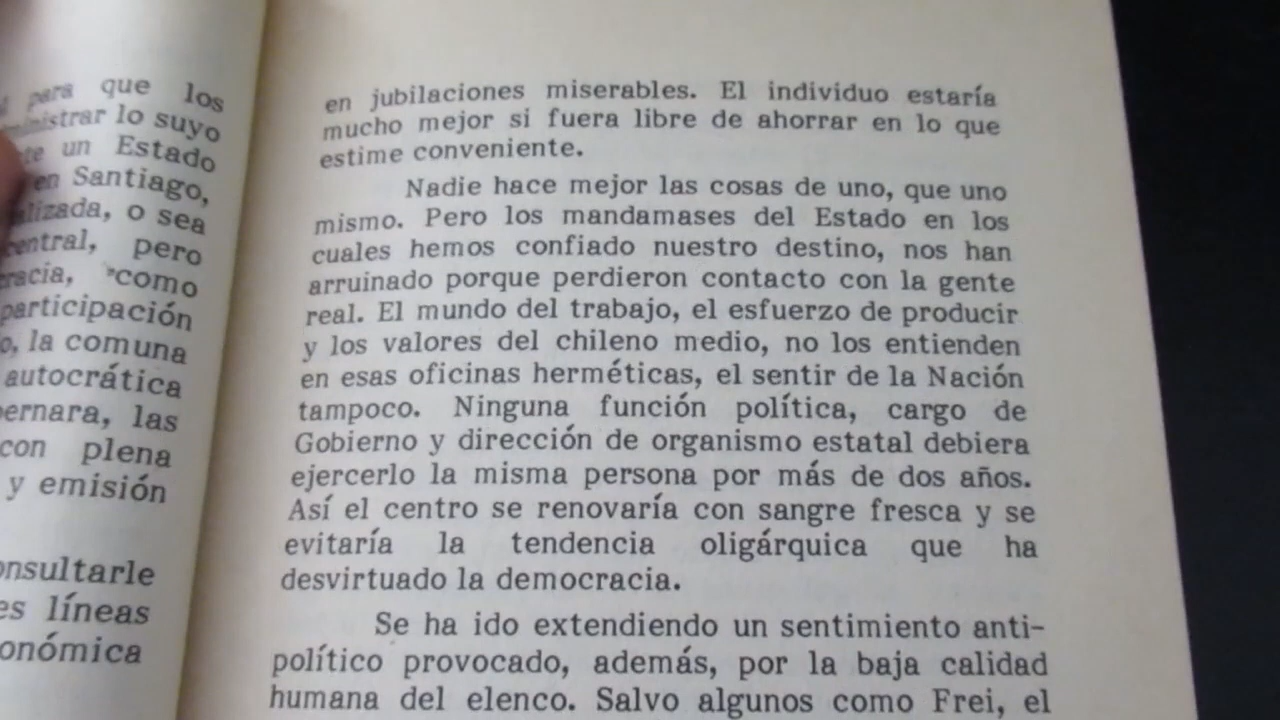 para que los
lo suyo
un Estado
en Santiago,
o sea
central, pero
"como
participación
la comuna
autocrática
las
con plena
y emisión
líneas
en jubilaciones miserables. El individuo estaría
mucho mejor si fuera libre de ahorrar en lo que
estime conveniente.
Nadie hace mejor las cosas de uno, que uno
mismo. Pero los mandamases del Estado en los
cuales hemos confiado nuestro destino, nos han
arruinado porque perdieron contacto con la gente
real. El mundo del trabajo, el esfuerzo de producir
y los valores del chileno medio, no los entienden
en esas oficinas herméticas, el sentir de la Nación
tampoco. Ninguna función política, cargo de
Gobierno y dirección de organismo estatal debiera
ejercerlo la misma persona por más de dos años.
Así el centro se renovaría con sangre fresca y se
evitaría la tendencia oligárquica que ha
desvirtuado la democracia.
Se ha ido extendiendo un sentimiento anti-
político provocado, además, por la baja calidad
humana del elenco. Salvo algunos como Frei, el